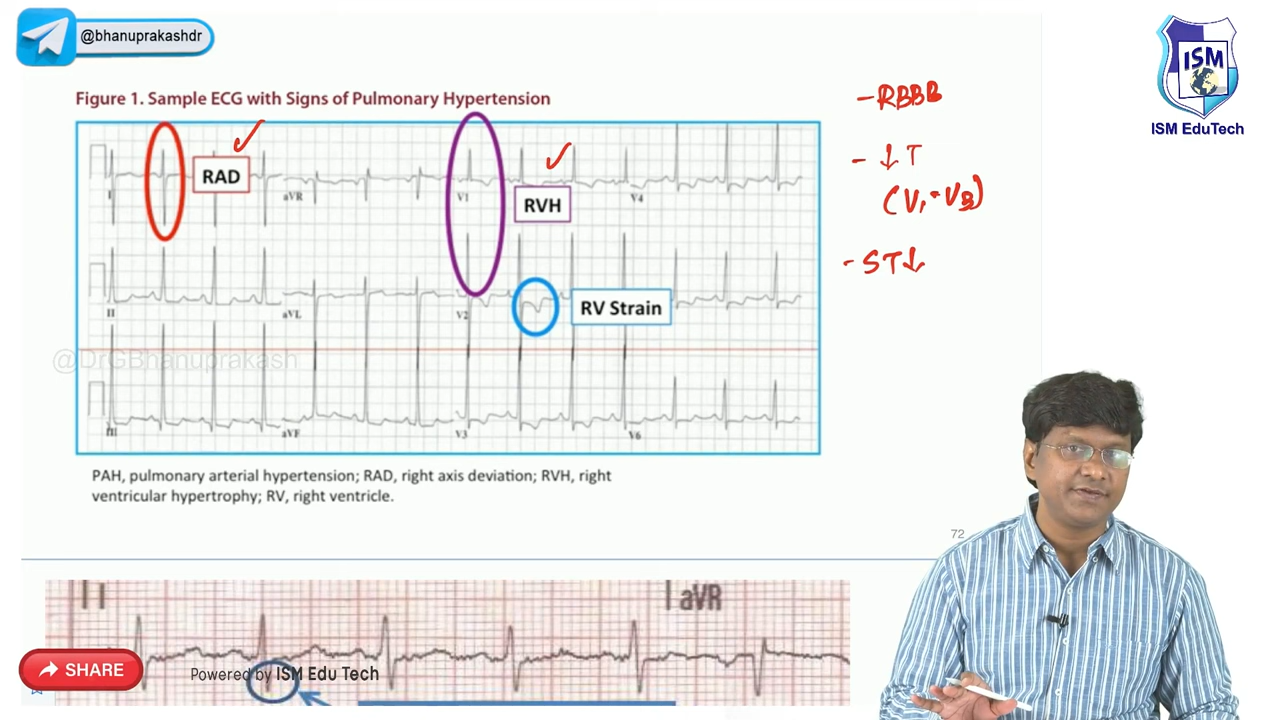 @bhanuprakashdr
ISM
ISM EduTech
Figure 1. Sample ECG with Signs of Pulmonary Hypertension
I
RAD
aVR
V1
RVH
V4
II
aVL
V2
RV Strain
@DrGBhanuprakash
III
aVF
V3
V6
PAH, pulmonary arterial hypertension; RAD, right axis deviation; RVH, right
ventricular hypertrophy; RV, right ventricle.
- RBBB
- ↓ T
(V1-V3)
- ST↓
72
aVR
SHARE
Powered by ISM Edu Tech